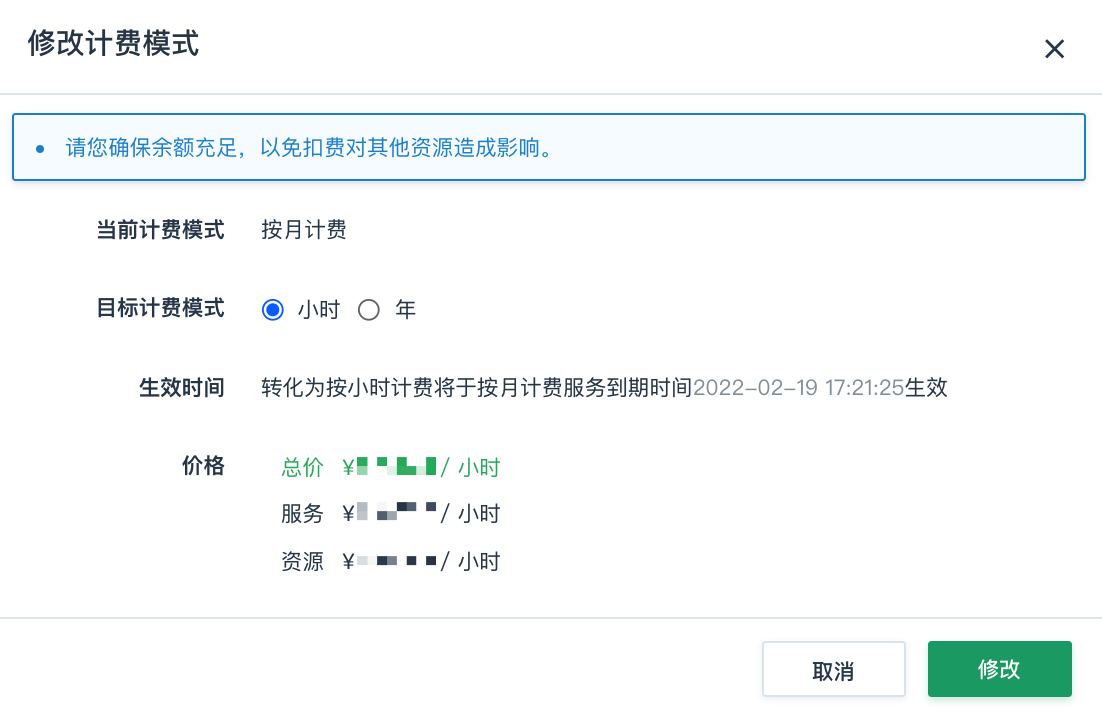 修改计费模式
请您确保余额充足，以免扣费对其他资源造成影响。
当前计费模式 按月计费
目标计费模式 小时 年
生效时间 转化为按小时计费将于按月计费服务到期时间2022-02-19 17:21:25生效
价格 总价 ¥ / 小时
服务 ¥ / 小时
资源 ¥ / 小时
取消 修改